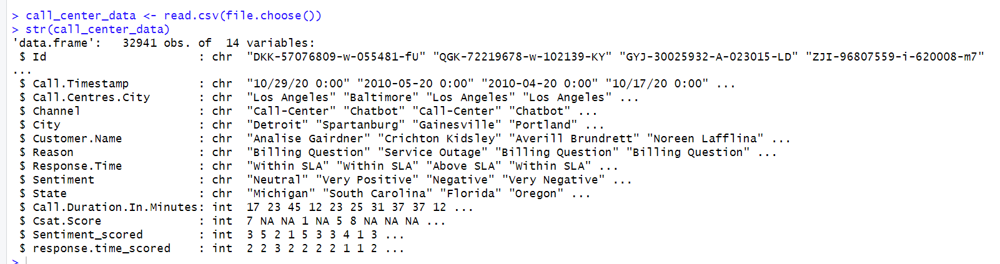 > call_center_data <- read.csv(file.choose())
> str(call_center_data)
'data.frame':   32941 obs. of  14 variables:
 $ Id                      : chr  "DKK-57076809-w-055481-fU" "QGK-72219678-w-102139-KY" "GYJ-30025932-A-023015-LD" "ZJI-96807559-i-620008-m7"
...
 $ Call.Timestamp          : chr  "10/29/20 0:00" "2010-05-20 0:00" "2010-04-20 0:00" "10/17/20 0:00" ...
 $ Call.Centres.City       : chr  "Los Angeles" "Baltimore" "Los Angeles" "Los Angeles" ...
 $ Channel                 : chr  "Call-Center" "Chatbot" "Call-Center" "Chatbot" ...
 $ City                    : chr  "Detroit" "Spartanburg" "Gainesville" "Portland" ...
 $ Customer.Name           : chr  "Analise Gairdner" "Crichton Kidsley" "Averill Brundrett" "Noreen Lafflina" ...
 $ Reason                  : chr  "Billing Question" "Service Outage" "Billing Question" "Billing Question" ...
 $ Response.Time           : chr  "Within SLA" "Within SLA" "Above SLA" "Within SLA" ...
 $ Sentiment               : chr  "Neutral" "Very Positive" "Negative" "Very Negative" ...
 $ State                   : chr  "Michigan" "South Carolina" "Florida" "Oregon" ...
 $ Call.Duration.In.Minutes: int  17 23 45 12 23 25 31 37 37 12 ...
 $ Csat.Score              : int  7 NA NA 1 NA 5 8 NA NA NA ...
 $ Sentiment_scored        : int  3 5 2 1 5 3 3 4 1 3 ...
 $ response.time_scored    : int  2 2 3 2 2 2 2 1 1 2 ...
>